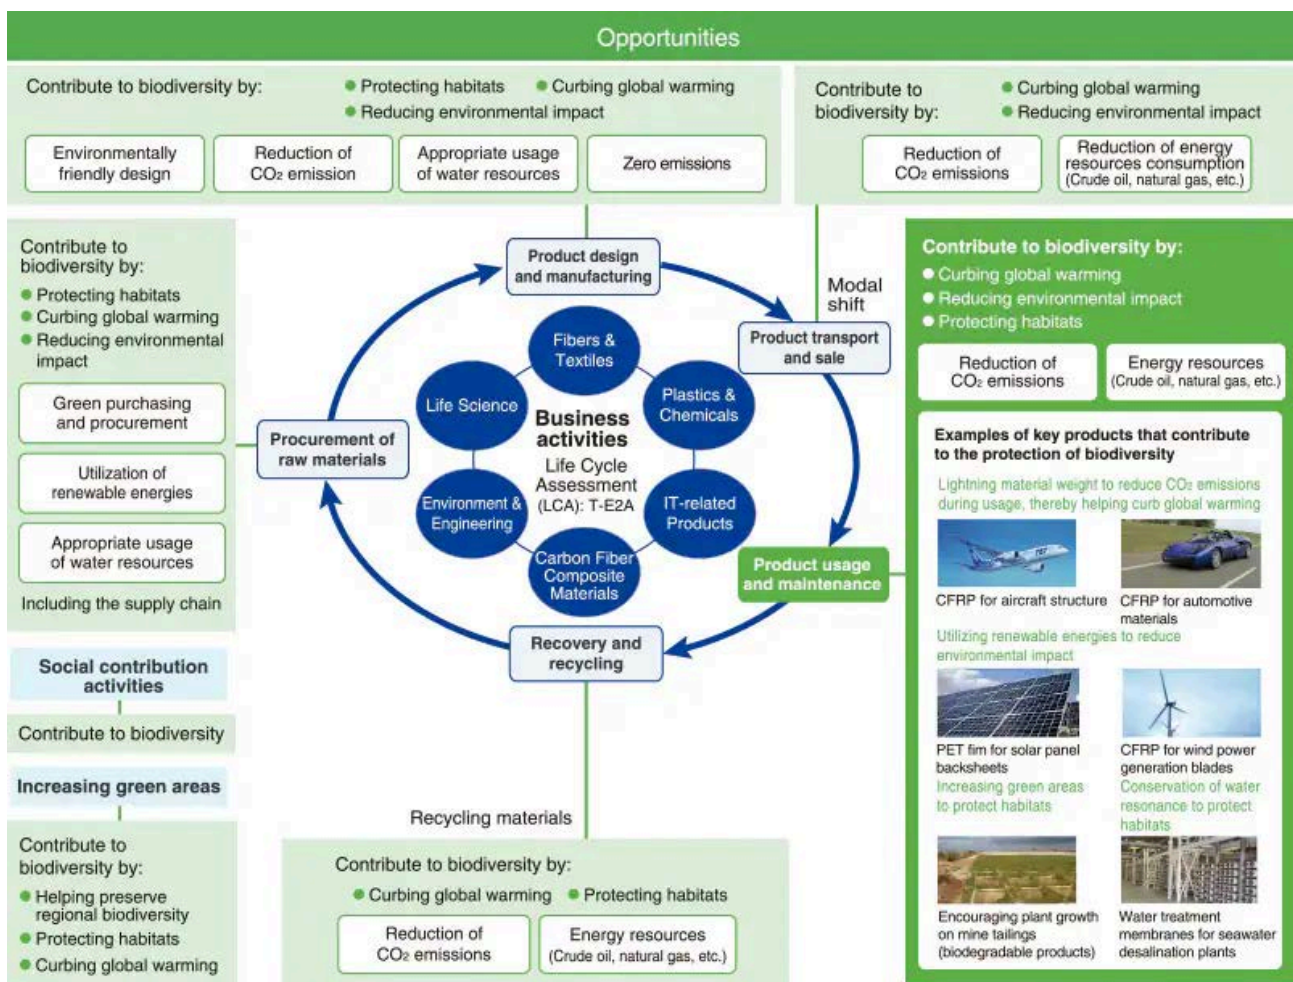 Opportunities
Contribute to biodiversity by:
Protecting habitats
Curbing global warming
Reducing environmental impact
Environmentally
friendly design
Reduction of
CO₂ emission
Appropriate usage
of water resources
Zero emissions
Contribute to
biodiversity by:
Curbing global warming
Reducing environmental impact
Reduction of
CO₂ emissions
Reduction of energy
resources consumption
(Crude oil, natural gas, etc.)
Contribute to
biodiversity by:
Protecting habitats
Curbing global warming
Reducing environmental
impact
Green purchasing
and procurement
Utilization of
renewable energies
Appropriate usage
of water resources
Including the supply chain
Social contribution
activities
Contribute to biodiversity
Increasing green areas
Contribute to
biodiversity by:
Helping preserve
regional biodiversity
Protecting habitats
Curbing global warming
Product design
and manufacturing
Modal
shift
Product transport
and sale
Procurement of
raw materials
Product usage
and maintenance
Recovery and
recycling
Fibers &
Textiles
Life Science
Plastics &
Chemicals
Business
activities
Life Cycle
Assessment
(LCA): T-E2A
Environment &
Engineering
IT-related
Products
Carbon Fiber
Composite
Materials
Recycling materials
Contribute to biodiversity by:
Curbing global warming
Protecting habitats
Reduction of
CO₂ emissions
Energy resources
(Crude oil, natural gas, etc.)
Contribute to biodiversity by:
Curbing global warming
Reducing environmental impact
Protecting habitats
Reduction of
CO₂ emissions
Energy resources
(Crude oil, natural gas, etc.)
Examples of key products that contribute
to the protection of biodiversity
Lightning material weight to reduce CO₂ emissions
during usage, thereby helping curb global warming
787
CFRP for aircraft structure
CFRP for automotive
materials
Utilizing renewable energies to reduce
environmental impact
PET fim for solar panel
backsheets
CFRP for wind power
generation blades
Increasing green areas
to protect habitats
Conservation of water
resonance to protect
habitats
Encouraging plant growth
on mine tailings
(biodegradable products)
Water treatment
membranes for seawater
desalination plants